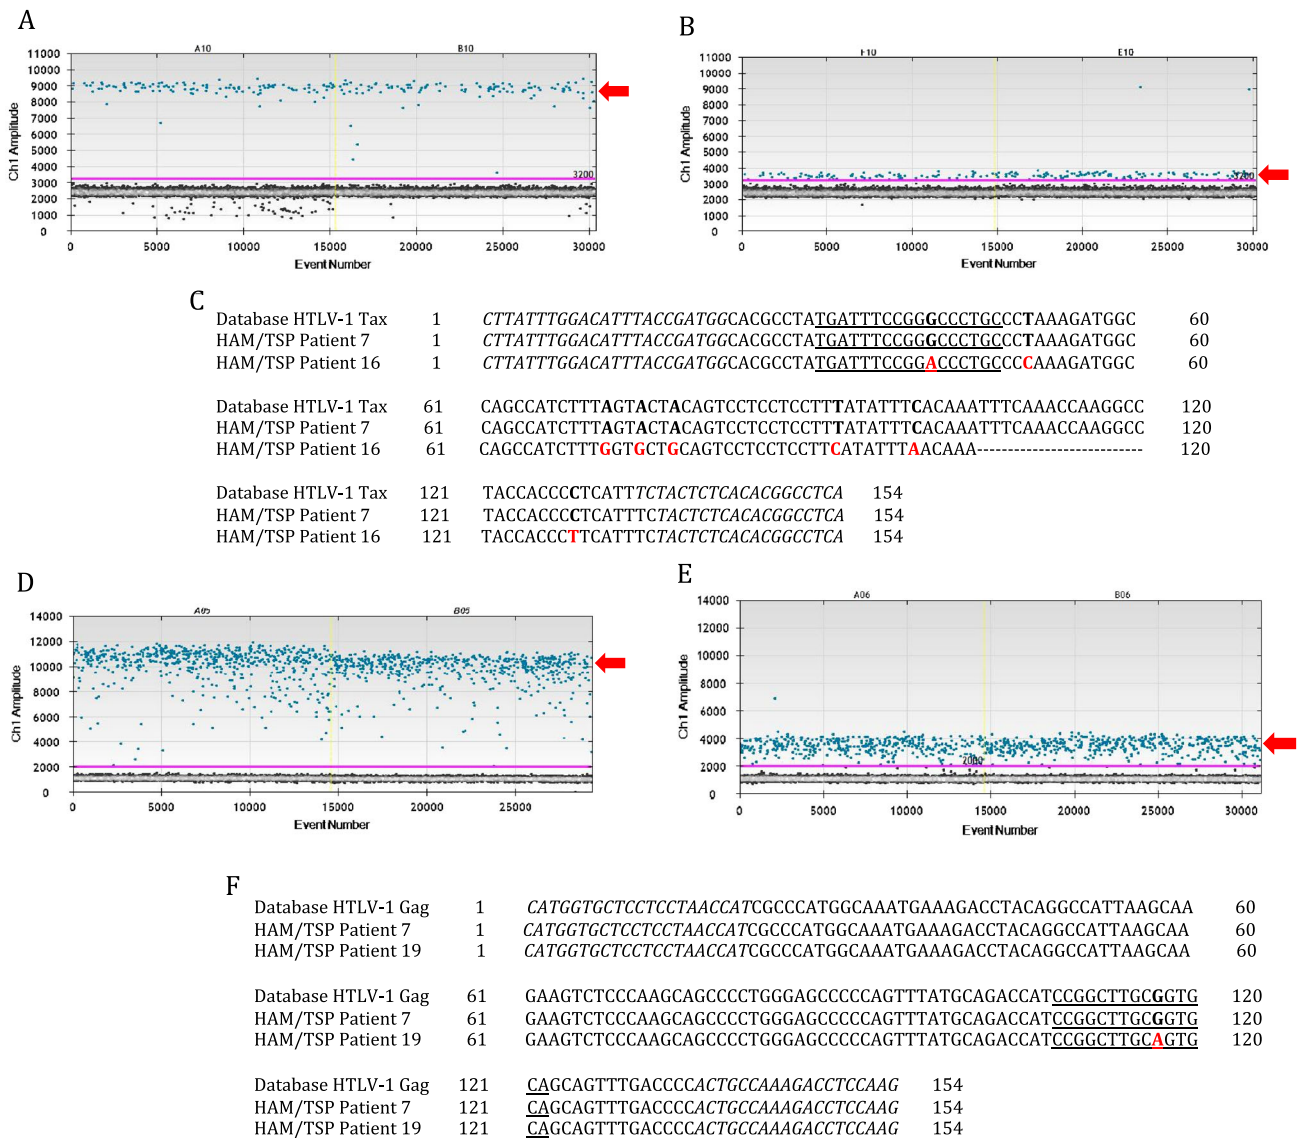 A
A10 B10
11000
10000
9000
8000
7000
6000
5000
4000
3000
2000
1000
0
Ch1 Amplitude
3200
0 5000 10000 15000 20000 25000 30000
Event Number
B
E10
11000
10000
9000
8000
7000
6000
5000
4000
3000
2000
1000
0
Ch1 Amplitude
3200
0 5000 10000 15000 20000 25000 30000
Event Number
C
Database HTLV-1 Tax 1 CTTATTTGGACATTTACCGATGGCACGCCTATGATTTCCGGGGCCCTGCCCTAAAGATGGC 60
HAM/TSP Patient 7 1 CTTATTTGGACATTTACCGATGGCACGCCTATGATTTCCGGGGCCCTGCCCTAAAGATGGC 60
HAM/TSP Patient 16 1 CTTATTTGGACATTTACCGATGGCACGCCTATGATTTCCGGACCCTGCCCCAAAGATGGC 60
Database HTLV-1 Tax 61 CAGCCATCTTTAGTACTACAGTCCTCCTCCTTTATATTTCACAAATTTCAAACCAAGGCC 120
HAM/TSP Patient 7 61 CAGCCATCTTTAGTACTACAGTCCTCCTCCTTTATATTTCACAAATTTCAAACCAAGGCC 120
HAM/TSP Patient 16 61 CAGCCATCTTTGGTGCTGCAGTCCTCCTCCTTCATATTTAACAAA--------------- 120
Database HTLV-1 Tax 121 TACCACCCCTCATTTCTACTCTCACACGGCCTCA 154
HAM/TSP Patient 7 121 TACCACCCCTCATTTCTACTCTCACACGGCCTCA 154
HAM/TSP Patient 16 121 TACCACCCTTCATTTCTACTCTCACACGGCCTCA 154
D
A05 B05
14000
12000
10000
8000
6000
4000
2000
0
Ch1 Amplitude
0 5000 10000 15000 20000 25000
Event Number
E
A06 B06
14000
12000
10000
8000
6000
4000
2000
0
Ch1 Amplitude
2000
0 5000 10000 15000 20000 25000 30000
Event Number
F
Database HTLV-1 Gag 1 CATGGTGCTCCTCCTAACCATCGCCCATGGCAAATGAAAGACCTACAGGCCATTAAGCAA 60
HAM/TSP Patient 7 1 CATGGTGCTCCTCCTAACCATCGCCCATGGCAAATGAAAGACCTACAGGCCATTAAGCAA 60
HAM/TSP Patient 19 1 CATGGTGCTCCTCCTAACCATCGCCCATGGCAAATGAAAGACCTACAGGCCATTAAGCAA 60
Database HTLV-1 Gag 61 GAAGTCTCCCAAGCAGCCCCTGGGAGCCCCCAGTTTATGCAGACCATCCGGCTTGCGGTG 120
HAM/TSP Patient 7 61 GAAGTCTCCCAAGCAGCCCCTGGGAGCCCCCAGTTTATGCAGACCATCCGGCTTGCGGTG 120
HAM/TSP Patient 19 61 GAAGTCTCCCAAGCAGCCCCTGGGAGCCCCCAGTTTATGCAGACCATCCGGCTTGCAGTG 120
Database HTLV-1 Gag 121 CAGCAGTTTGACCCCACTGCCAAAGACCTCCAAG 154
HAM/TSP Patient 7 121 CAGCAGTTTGACCCCACTGCCAAAGACCTCCAAG 154
HAM/TSP Patient 19 121 CAGCAGTTTGACCCCACTGCCAAAGACCTCCAAG 154